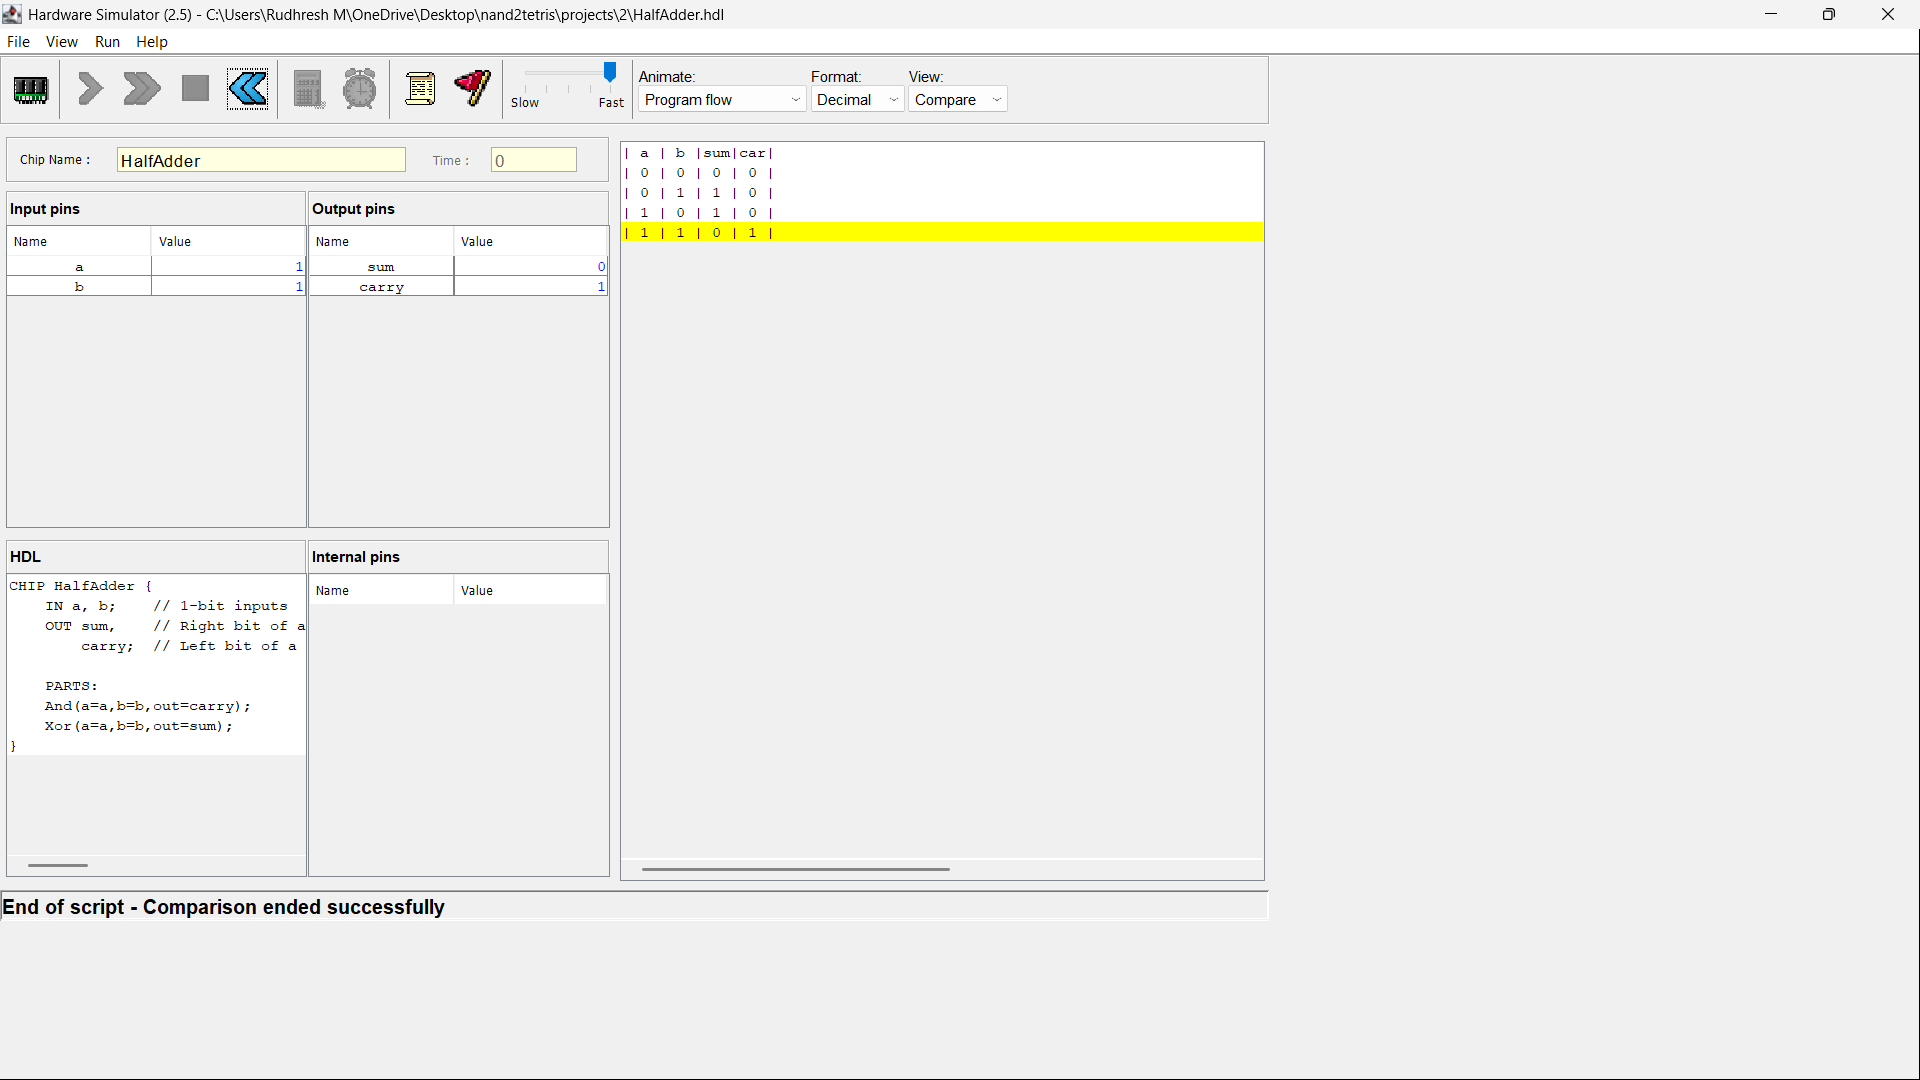 Hardware Simulator (2.5) - C:\Users\Rudhresh M\OneDrive\Desktop\nand2tetris\projects\2\HalfAdder.hdl
File View Run Help
Slow Fast
Animate: Format: View:
Program flow Decimal Compare
Chip Name : HalfAdder Time : 0
Input pins
Name Value
a 1
b 1
Output pins
Name Value
sum 0
carry 1
HDL
CHIP HalfAdder {
    IN a, b;    // 1-bit inputs
    OUT sum,    // Right bit of a
        carry;  // Left bit of a
    PARTS:
    And(a=a,b=b,out=carry);
    Xor(a=a,b=b,out=sum);
}
Internal pins
Name Value
| a | b |sum|car|
| 0 | 0 | 0 | 0 |
| 0 | 1 | 1 | 0 |
| 1 | 0 | 1 | 0 |
| 1 | 1 | 0 | 1 |
End of script - Comparison ended successfully